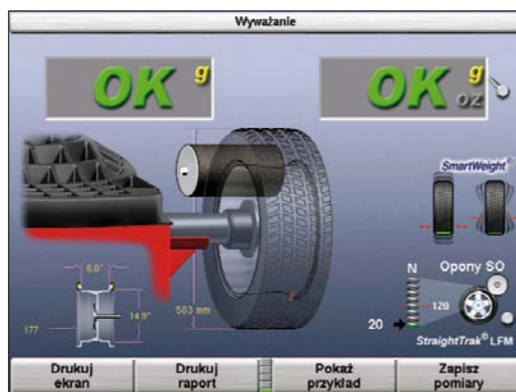 Wyważanie
OK g
OK g
oz
SmartWeight®
6.0"
14.9"
177
583 mm
N
Opony SO
120
20
StraightTrak® LFM
Drukuj
ekran
Drukuj
raport
Pokaż
przykład
Zapisz
pomiary